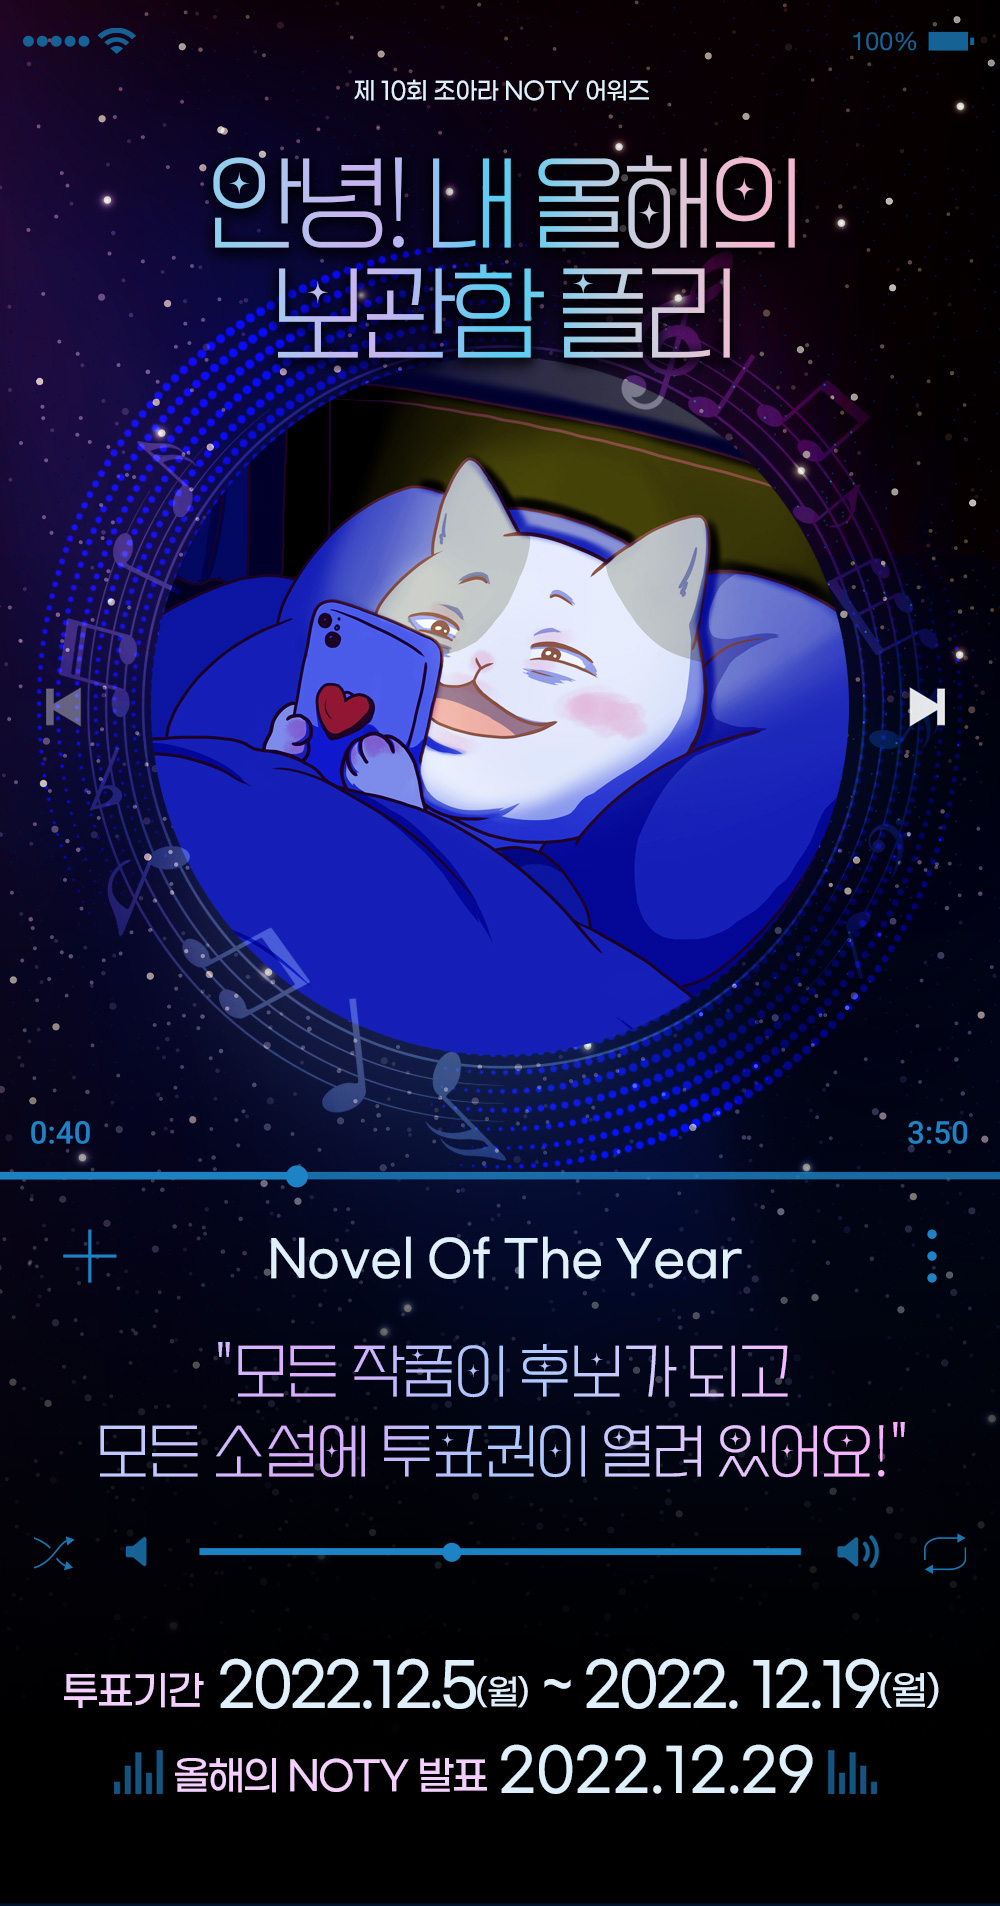 100%
제 10회 조아라 NOTY 어워즈
안녕! 내 올해의
보관함 플리
0:40
3:50
Novel Of The Year
"모든 작품이 후보가 되고
모든 소설에 투표권이 열려 있어요!"
투표기간 2022.12.5(월) ~ 2022. 12.19(월)
올해의 NOTY 발표 2022.12.29